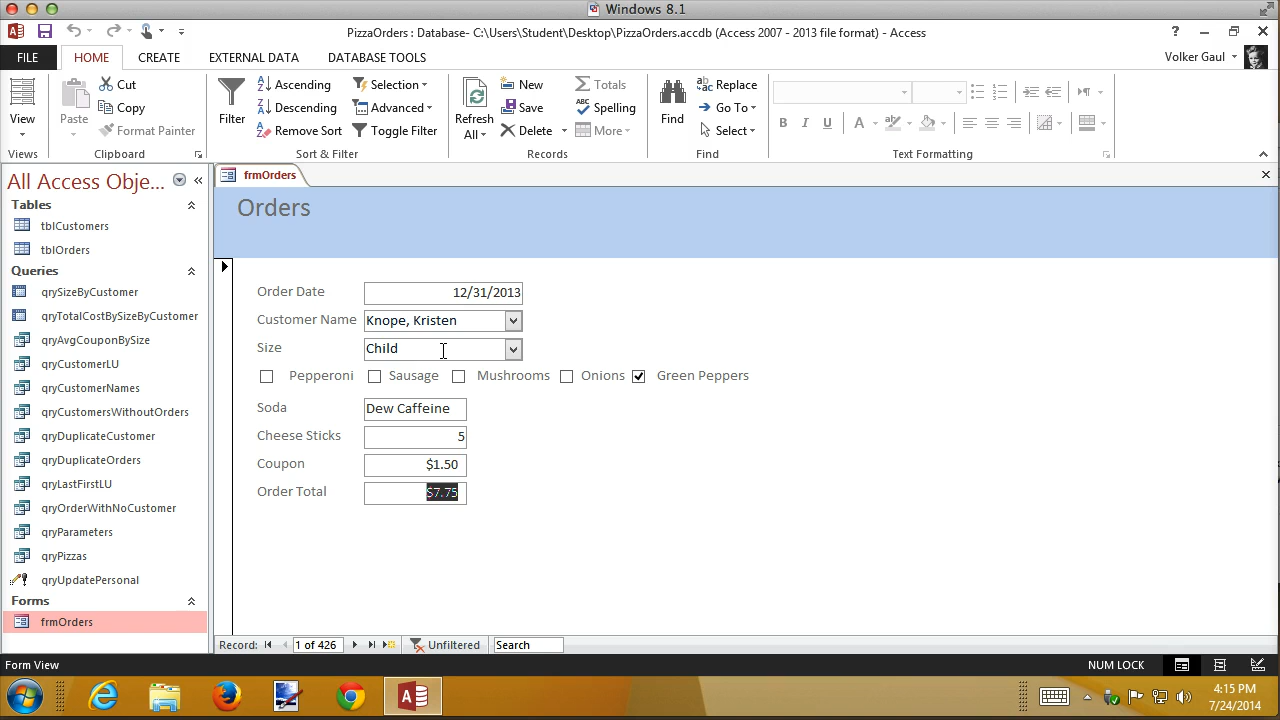 Windows 8.1
PizzaOrders : Database- C:\Users\Student\Desktop\PizzaOrders.accdb (Access 2007 - 2013 file format) - Access
FILE HOME CREATE EXTERNAL DATA DATABASE TOOLS Volker Gaul
View
Views
Paste
Cut
Copy
Format Painter
Clipboard
Filter
Ascending
Descending
Remove Sort
Selection
Advanced
Toggle Filter
Sort & Filter
Refresh
All
New
Save
Delete
Totals
Spelling
More
Records
Find
Replace
Go To
Select
Find
B I U A
Text Formatting
All Access Obje...
Tables
tblCustomers
tblOrders
Queries
qrySizeByCustomer
qryTotalCostBySizeByCustomer
qryAvgCouponBySize
qryCustomerLU
qryCustomerNames
qryCustomersWithoutOrders
qryDuplicateCustomer
qryDuplicateOrders
qryLastFirstLU
qryOrderWithNoCustomer
qryParameters
qryPizzas
qryUpdatePersonal
Forms
frmOrders
frmOrders
Orders
Order Date 12/31/2013
Customer Name Knope, Kristen
Size Child
Pepperoni Sausage Mushrooms Onions Green Peppers
Soda Dew Caffeine
Cheese Sticks 5
Coupon $1.50
Order Total $7.75
Record: 1 of 426 Unfiltered Search
Form View NUM LOCK
4:15 PM
7/24/2014